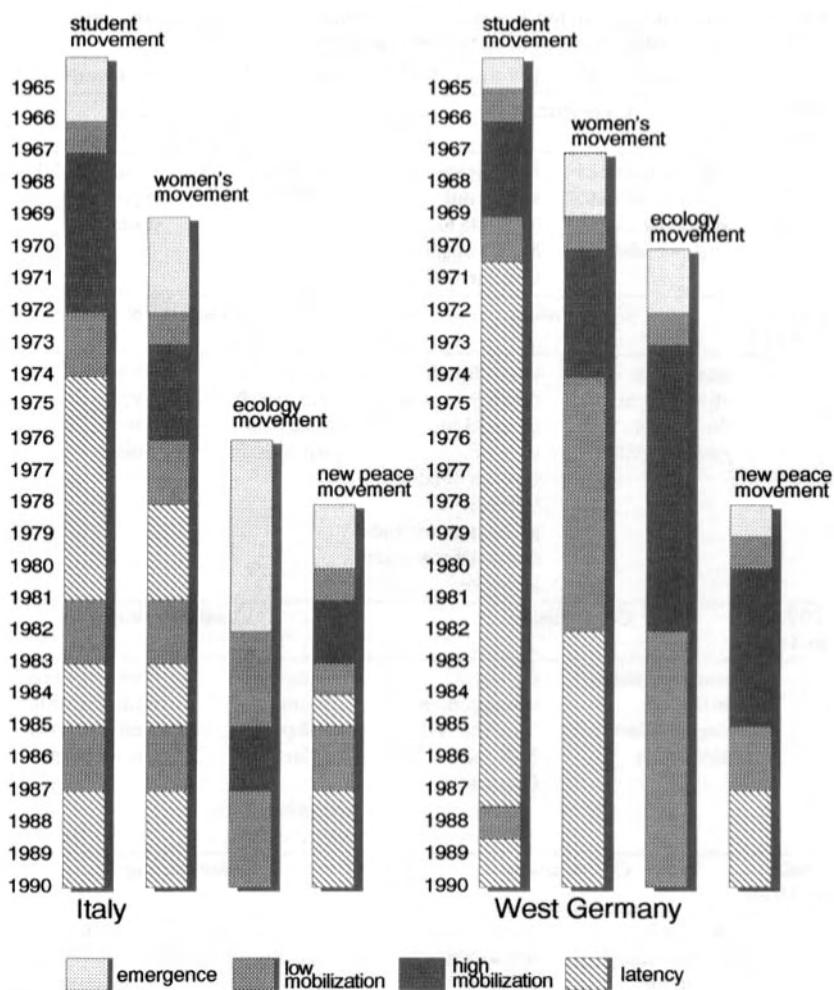 student
movement
1965
1966
1967
1968
1969
1970
1971
1972
1973
1974
1975
1976
1977
1978
1979
1980
1981
1982
1983
1984
1985
1986
1987
1988
1989
1990
women's
movement
ecology
movement
new peace
movement
Italy
student
movement
1965
1966
1967
1968
1969
1970
1971
1972
1973
1974
1975
1976
1977
1978
1979
1980
1981
1982
1983
1984
1985
1986
1987
1988
1989
1990
women's
movement
ecology
movement
new peace
movement
West Germany
emergence
low
mobilization
high
mobilization
latency